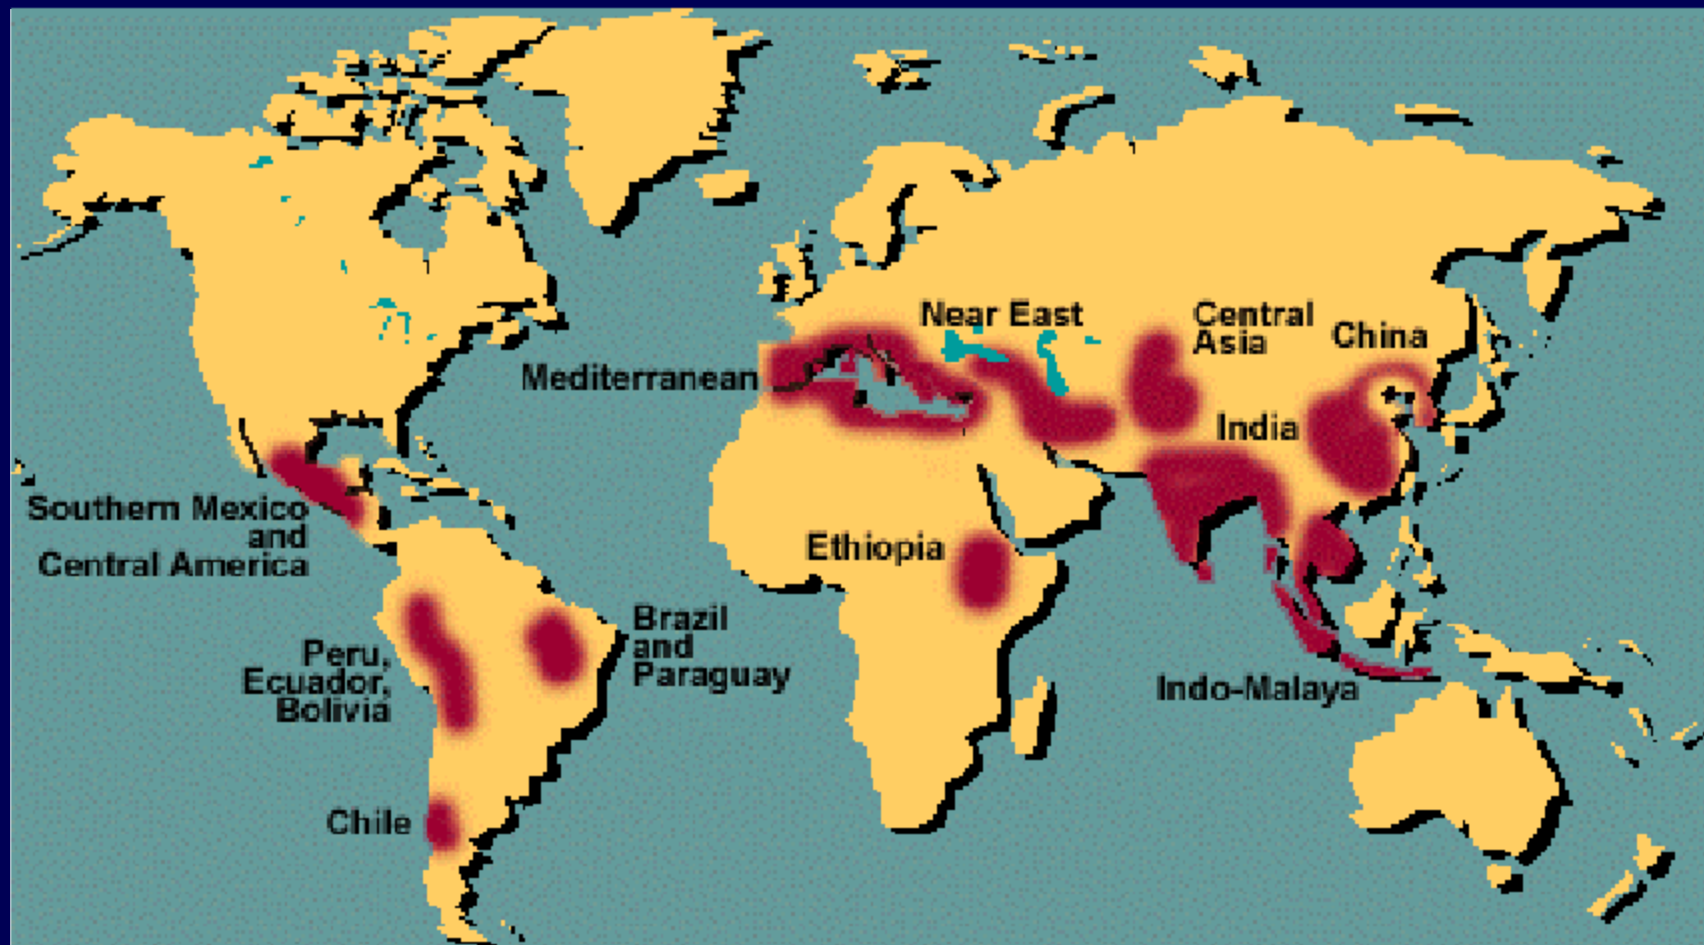 Near East
Central
Asia
China
Mediterranean
India
Southern Mexico
and
Central America
Ethiopia
Brazil
and
Paraguay
Peru,
Ecuador,
Bolivia
Indo-Malaya
Chile